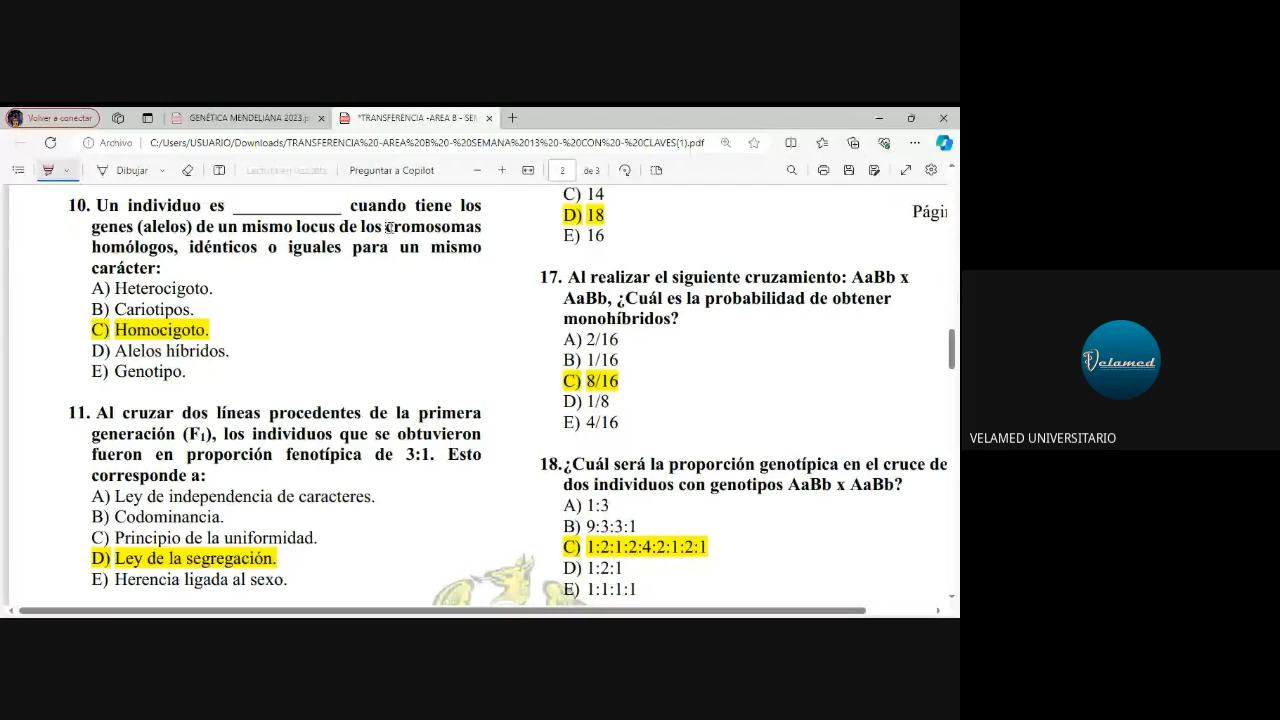 Volver a conectar
GENÉTICA MENDELIANA 2023.p
*TRANSFERENCIA -AREA B - SEM
Archivo
C:/Users/USUARIO/Downloads/TRANSFERENCIA%20-AREA%20B%20-%20SEMANA%2013%20-%20CON%20-%20CLAVES(1).pdf
Dibujar
Preguntar a Copilot
2
de 3
10. Un individuo es ____________ cuando tiene los
genes (alelos) de un mismo locus de los cromosomas
homólogos, idénticos o iguales para un mismo
carácter:
A) Heterocigoto.
B) Cariotipos.
C) Homocigoto.
D) Alelos híbridos.
E) Genotipo.
11. Al cruzar dos líneas procedentes de la primera
generación (F₁), los individuos que se obtuvieron
fueron en proporción fenotípica de 3:1. Esto
corresponde a:
A) Ley de independencia de caracteres.
B) Codominancia.
C) Principio de la uniformidad.
D) Ley de la segregación.
E) Herencia ligada al sexo.
C) 14
D) 18
E) 16
Págin
17. Al realizar el siguiente cruzamiento: AaBb x
AaBb, ¿Cuál es la probabilidad de obtener
monohíbridos?
A) 2/16
B) 1/16
C) 8/16
D) 1/8
E) 4/16
18.¿Cuál será la proporción genotípica en el cruce de
dos individuos con genotipos AaBb x AaBb?
A) 1:3
B) 9:3:3:1
C) 1:2:1:2:4:2:1:2:1
D) 1:2:1
E) 1:1:1:1
Velamed
VELAMED UNIVERSITARIO